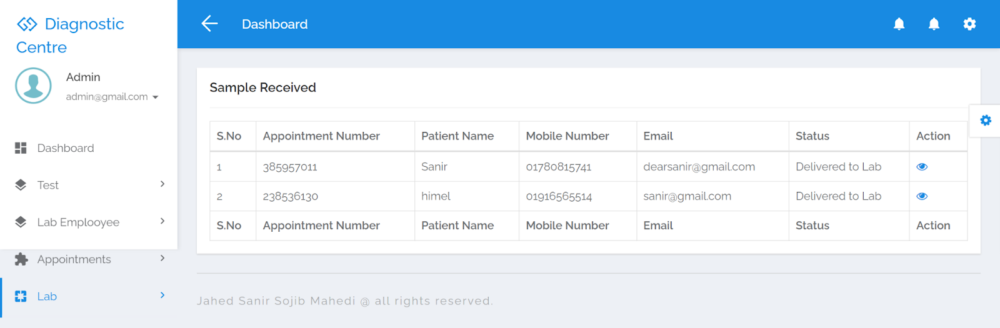 Diagnostic
Centre
Admin
admin@gmail.com
Dashboard
Test
Lab Emplooyee
Appointments
Lab
Dashboard
Sample Received
S.No Appointment Number Patient Name Mobile Number Email Status Action
1 385957011 Sanir 01780815741 dearsanir@gmail.com Delivered to Lab
2 238536130 himel 01916565514 sanir@gmail.com Delivered to Lab
S.No Appointment Number Patient Name Mobile Number Email Status Action
Jahed Sanir Sojib Mahedi @ all rights reserved.